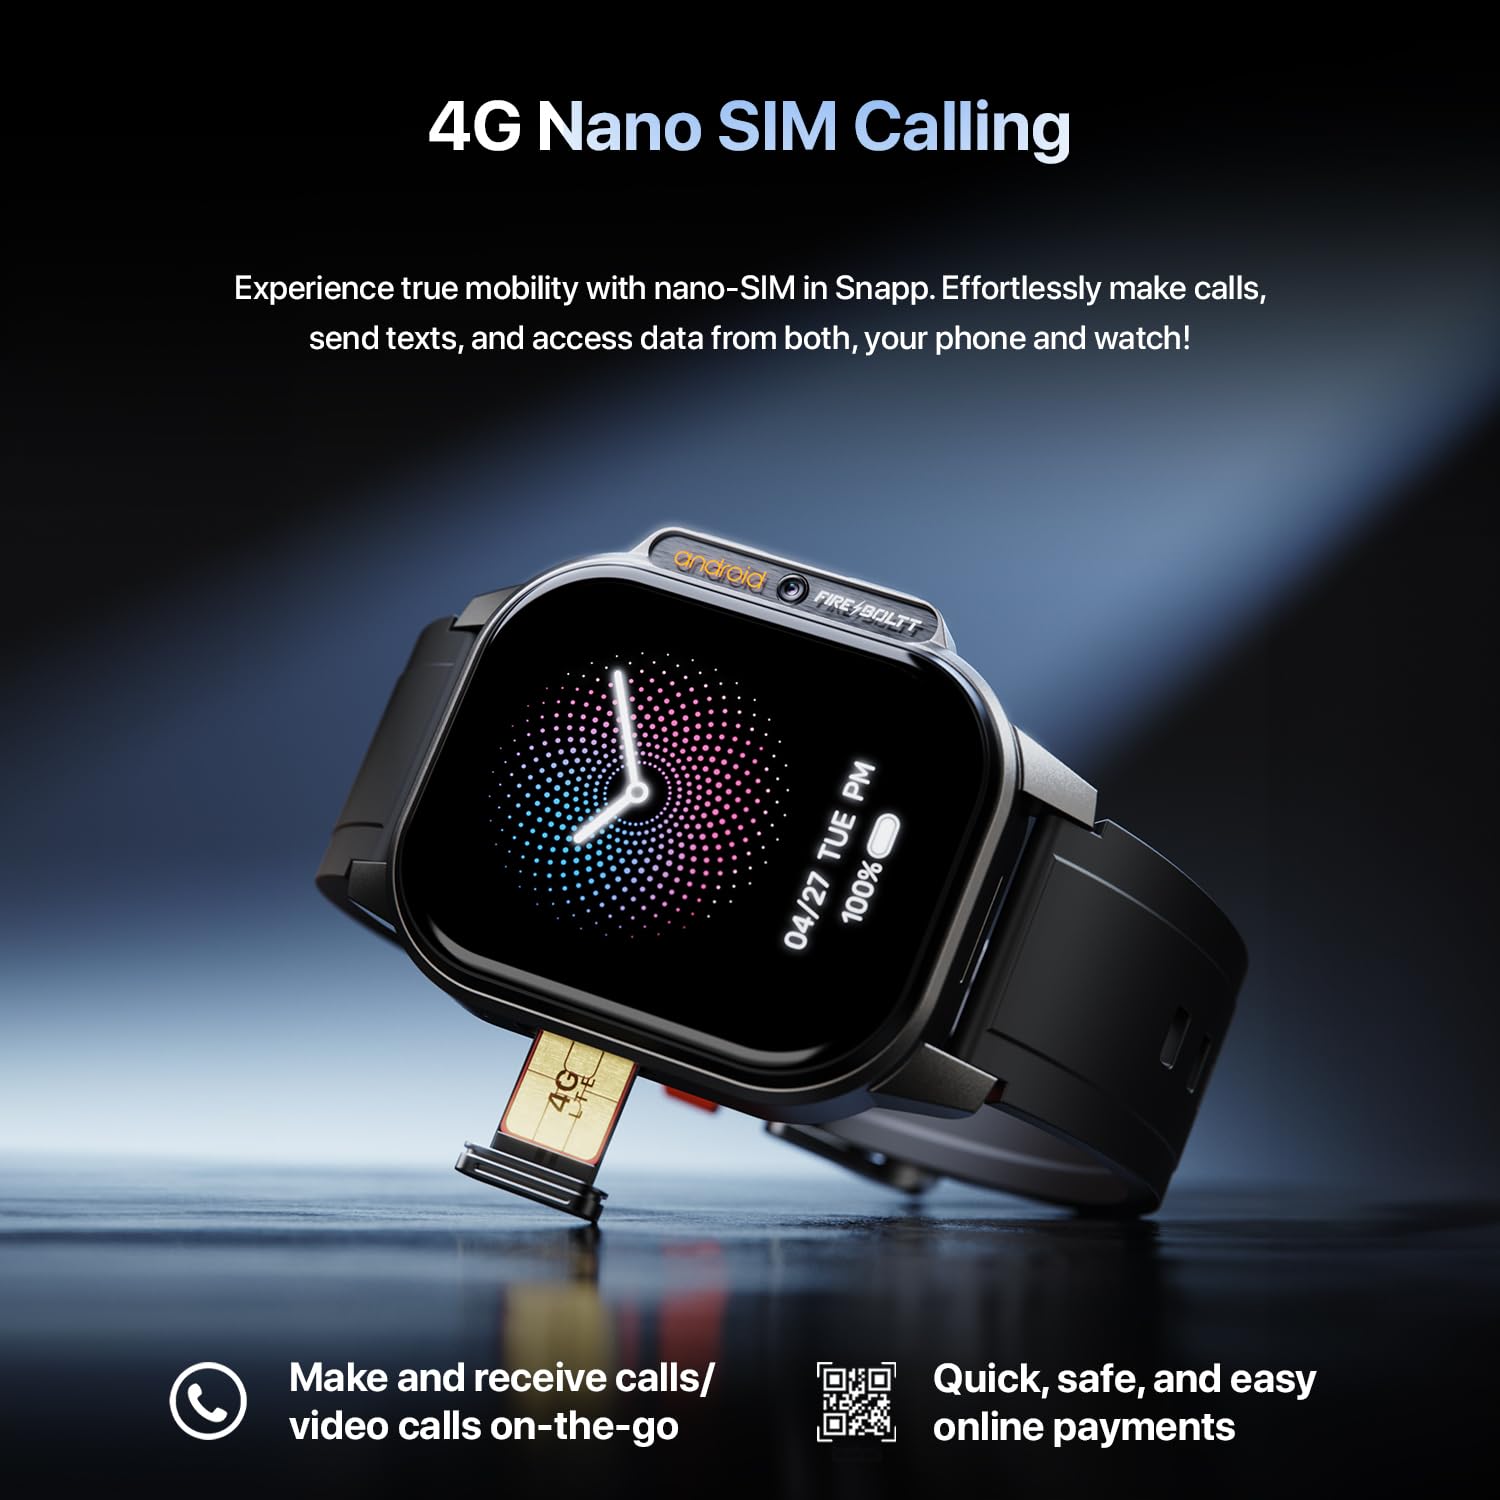 4G Nano SIM Calling
Experience true mobility with nano-SIM in Snapp. Effortlessly make calls,
send texts, and access data from both, your phone and watch!
android FIRE BOLTT
04/27 TUE PM
100%
4G
LTE
Make and receive calls/
video calls on-the-go
Quick, safe, and easy
online payments